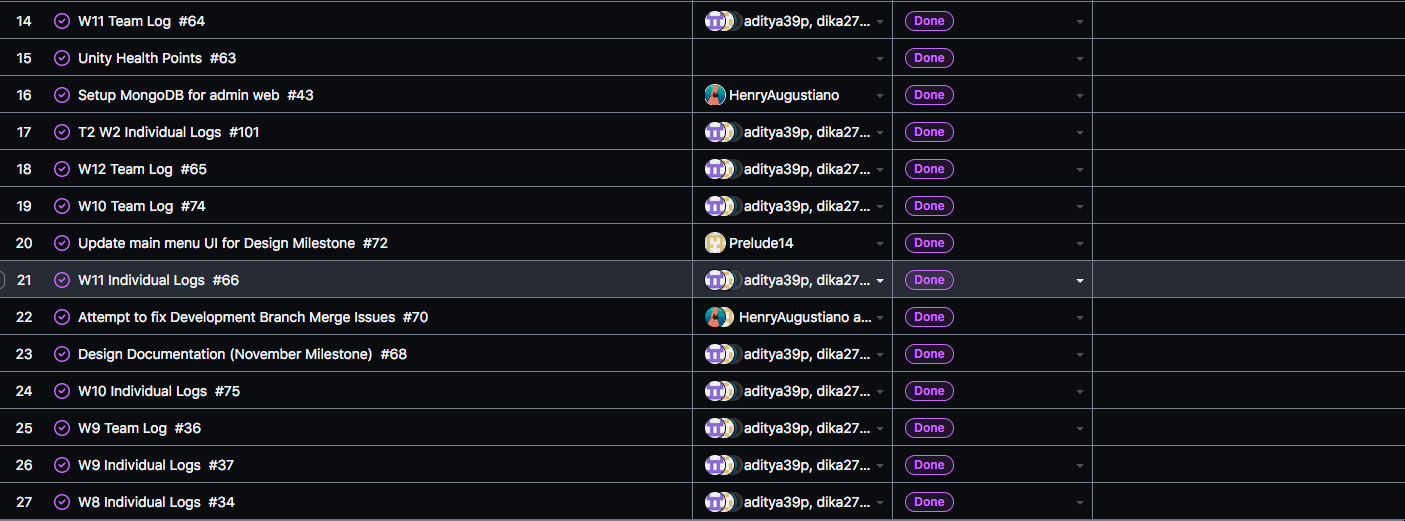 14 W11 Team Log #64 aditya39p, dika27... Done
15 Unity Health Points #63 Done
16 Setup MongoDB for admin web #43 HenryAugustiano Done
17 T2 W2 Individual Logs #101 aditya39p, dika27... Done
18 W12 Team Log #65 aditya39p, dika27... Done
19 W10 Team Log #74 aditya39p, dika27... Done
20 Update main menu UI for Design Milestone #72 Prelude14 Done
21 W11 Individual Logs #66 aditya39p, dika27... Done
22 Attempt to fix Development Branch Merge Issues #70 HenryAugustiano a... Done
23 Design Documentation (November Milestone) #68 aditya39p, dika27... Done
24 W10 Individual Logs #75 aditya39p, dika27... Done
25 W9 Team Log #36 aditya39p, dika27... Done
26 W9 Individual Logs #37 aditya39p, dika27... Done
27 W8 Individual Logs #34 aditya39p, dika27... Done